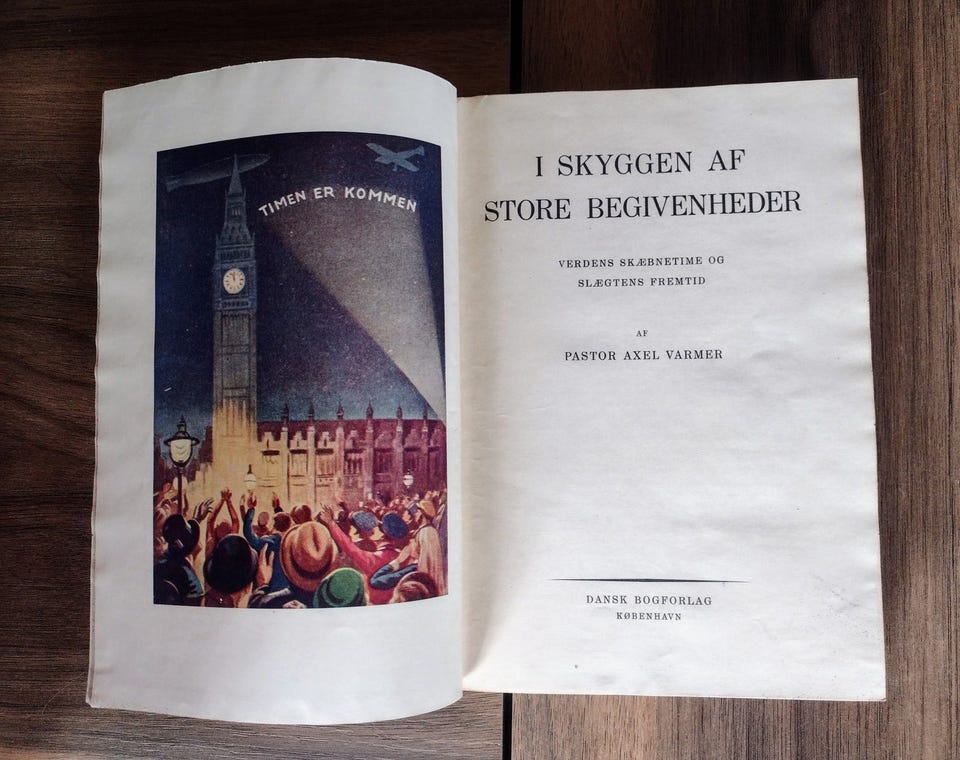 TIMEN ER KOMMEN
I SKYGGEN AF
STORE BEGIVENHEDER
VERDENS SKÆBNETIME OG
SLÆGTENS FREMTID
AF
PASTOR AXEL VARMER
DANSK BOGFORLAG
KØBENHAVN